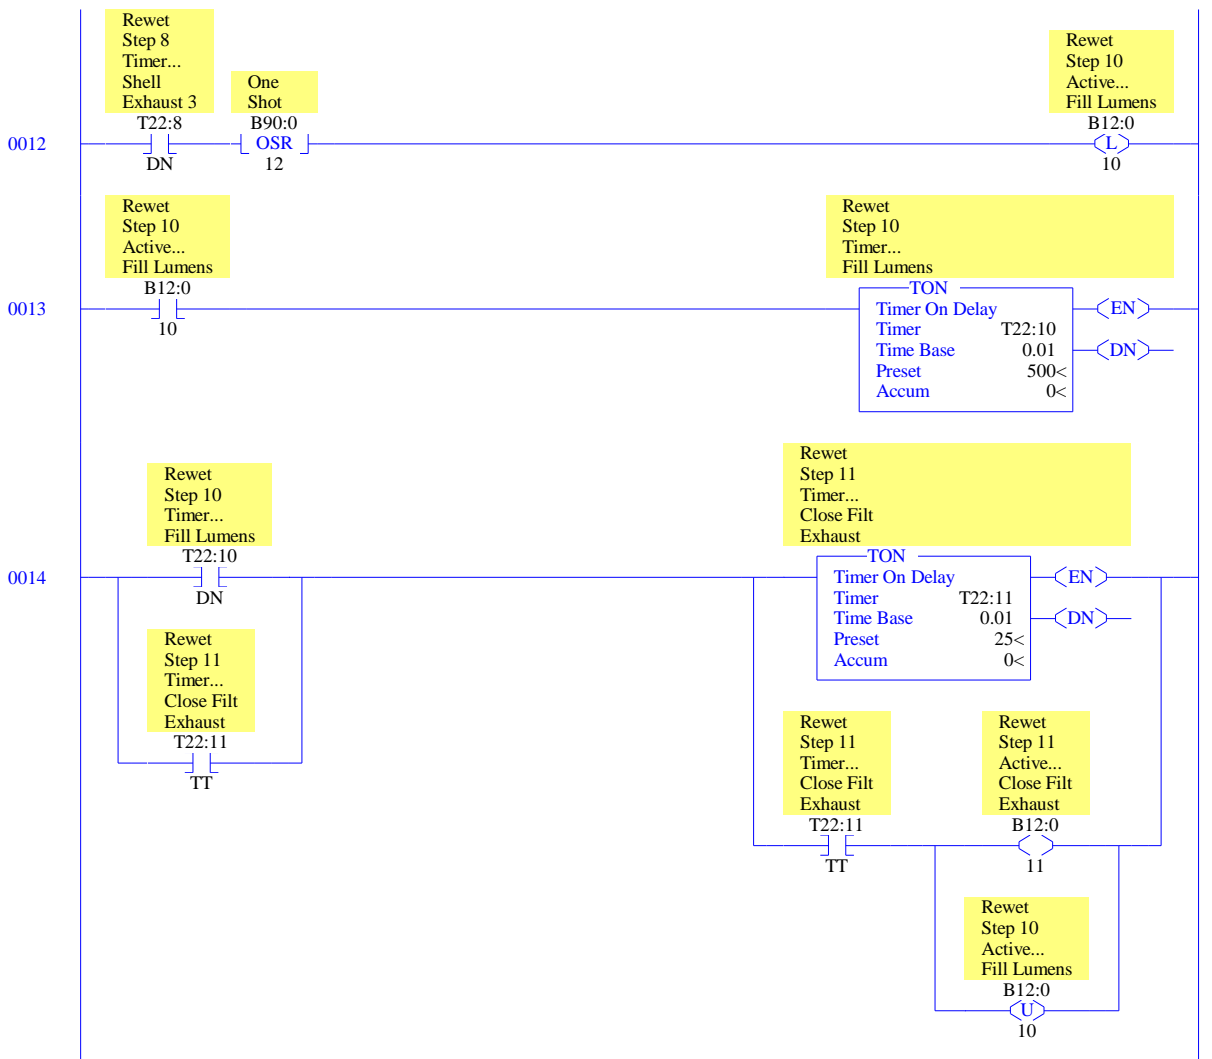 Rewet
Step 8
Timer...
Shell
Exhaust 3
T22:8
DN
One
Shot
B90:0
OSR
12
Rewet
Step 10
Active...
Fill Lumens
B12:0
L
10
0012
Rewet
Step 10
Active...
Fill Lumens
B12:0
10
0013
Rewet
Step 10
Timer...
Fill Lumens
TON
Timer On Delay
Timer T22:10
Time Base 0.01
Preset 500<
Accum 0<
EN
DN
Rewet
Step 10
Timer...
Fill Lumens
T22:10
DN
0014
Rewet
Step 11
Timer...
Close Filt
Exhaust
T22:11
TT
Rewet
Step 11
Timer...
Close Filt
Exhaust
TON
Timer On Delay
Timer T22:11
Time Base 0.01
Preset 25<
Accum 0<
EN
DN
Rewet
Step 11
Timer...
Close Filt
Exhaust
T22:11
TT
Rewet
Step 11
Active...
Close Filt
Exhaust
B12:0
11
Rewet
Step 10
Active...
Fill Lumens
B12:0
U
10